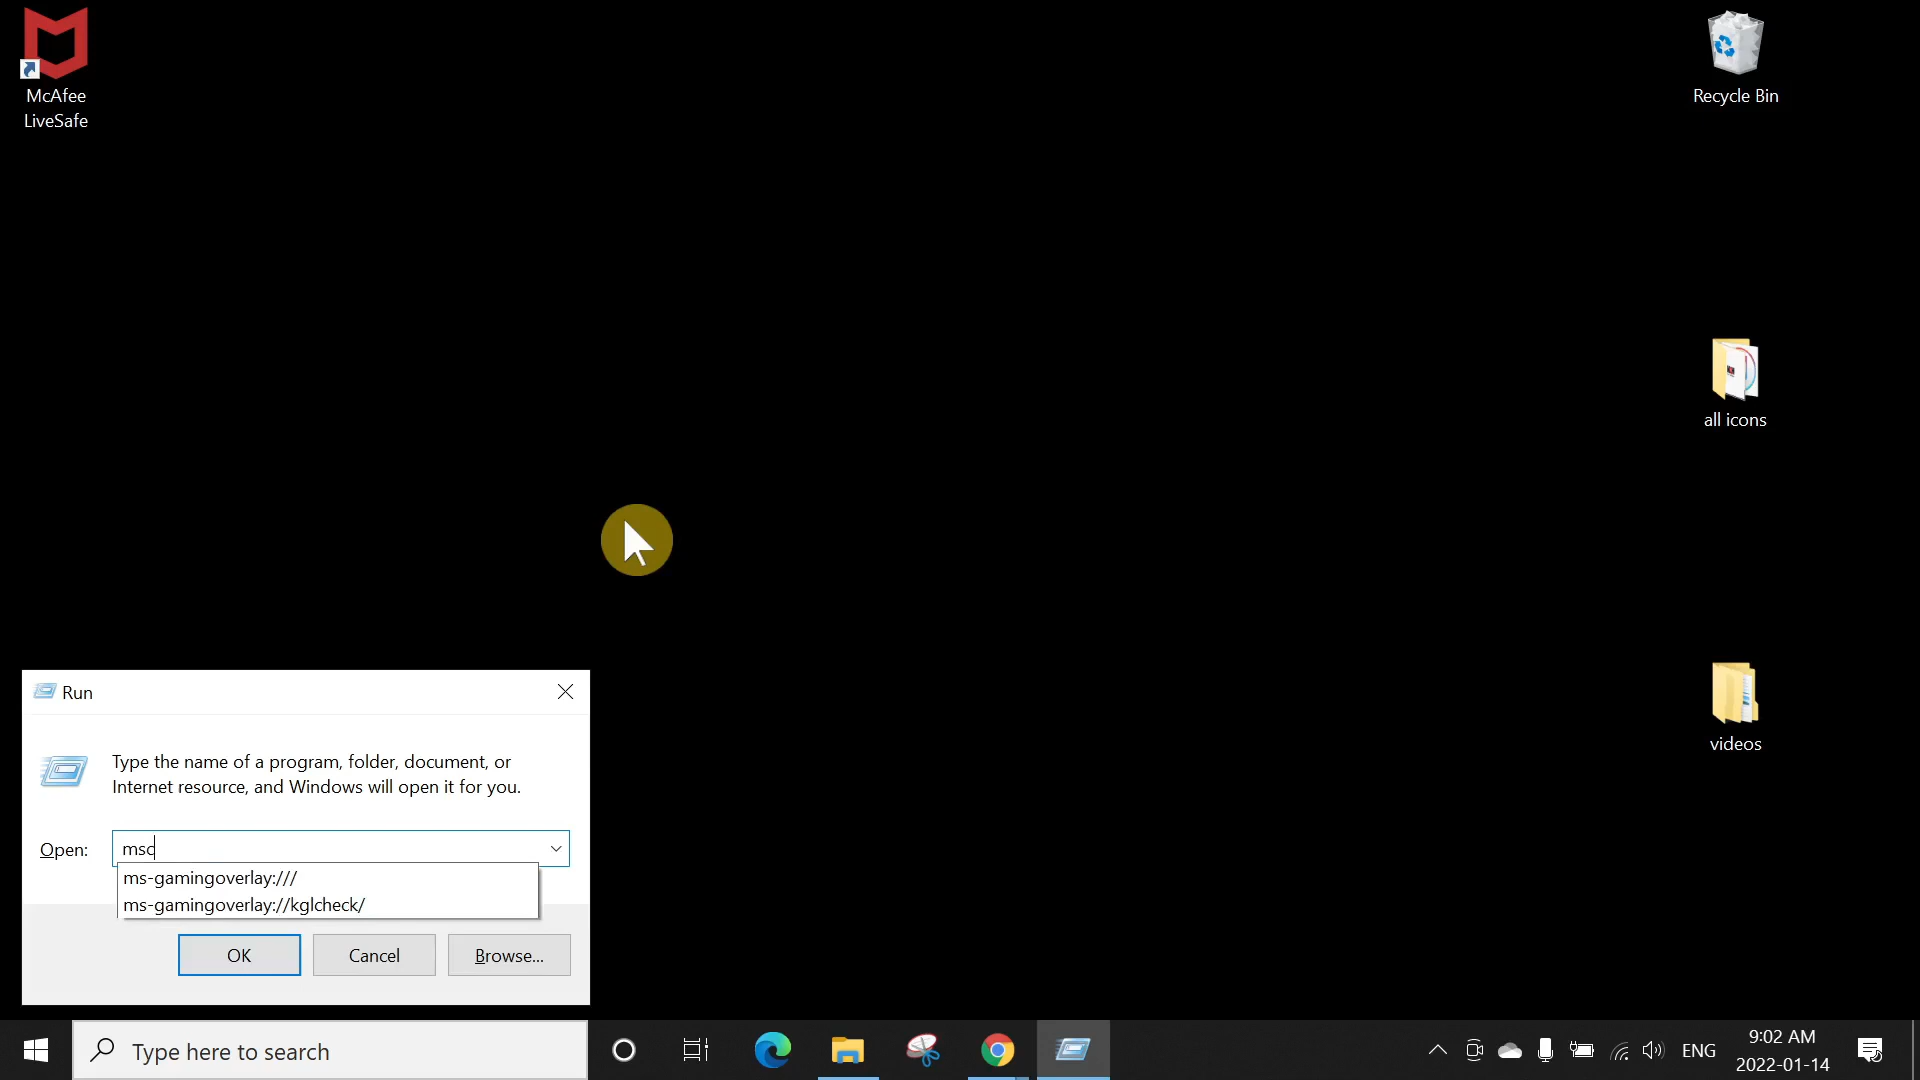 McAfee
LiveSafe
Recycle Bin
all icons
videos
Run
Type the name of a program, folder, document, or
Internet resource, and Windows will open it for you.
Open:
msc
ms-gamingoverlay:///
ms-gamingoverlay://kglcheck/
OK
Cancel
Browse...
Type here to search
ENG
9:02 AM
2022-01-14